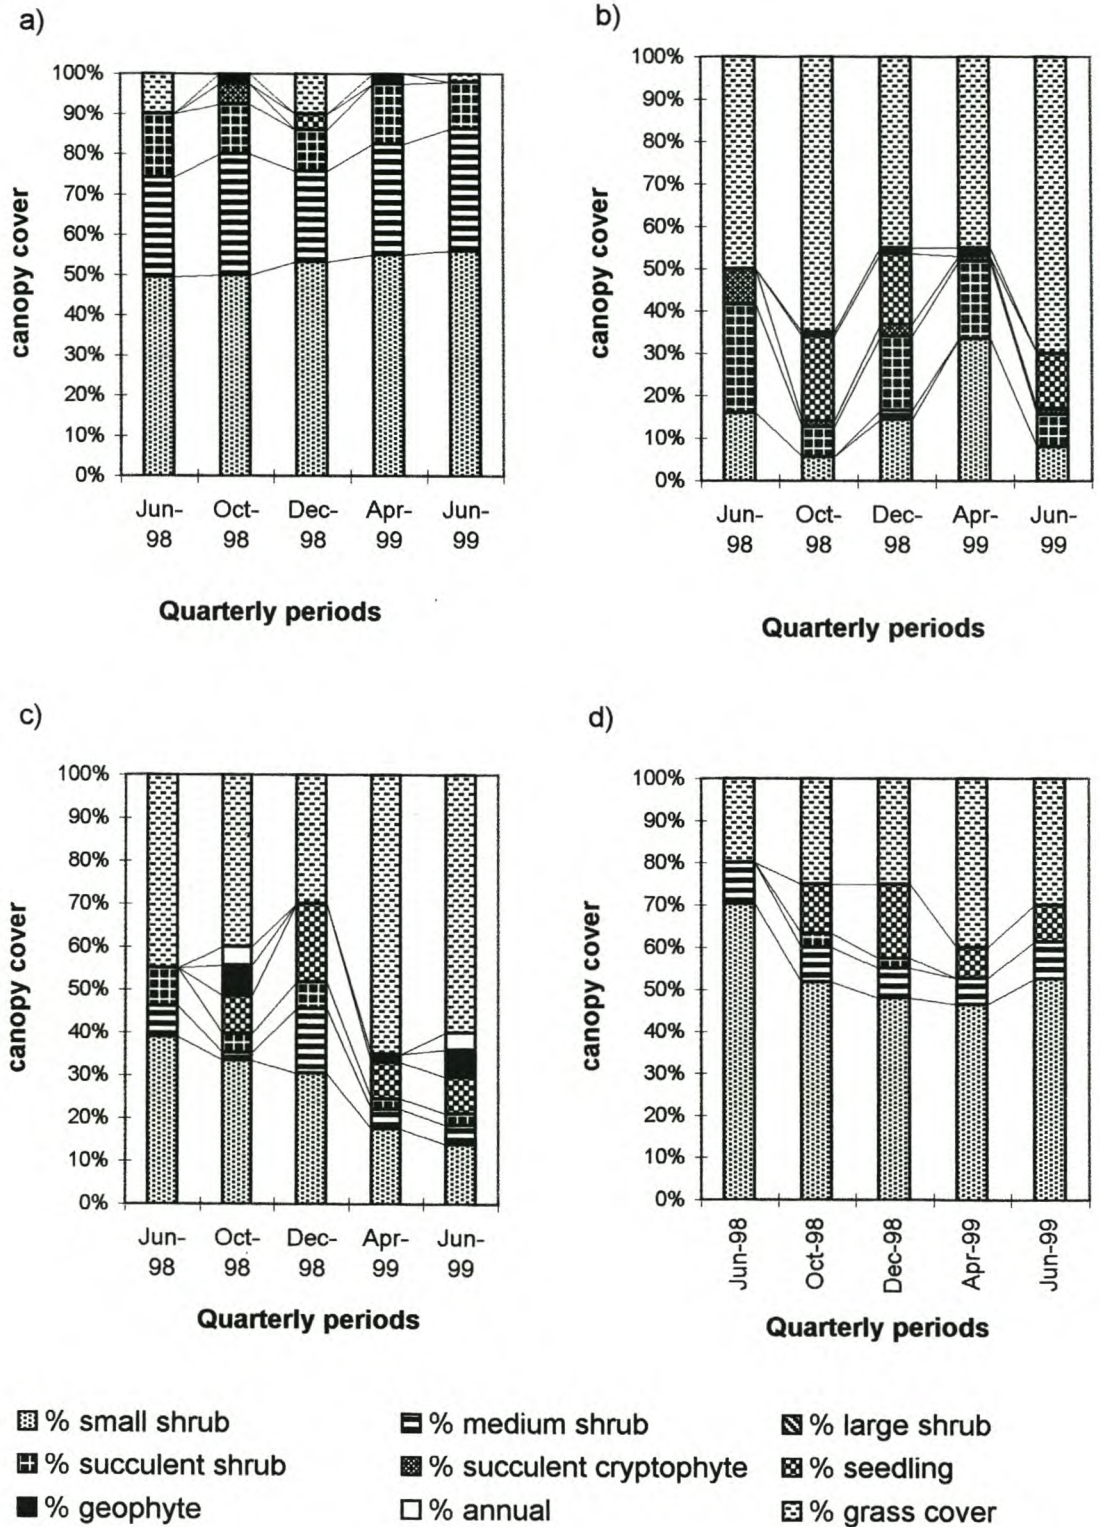 a)
100%
90%
80%
70%
60%
50%
40%
30%
20%
10%
0%
canopy cover
Jun-98 Oct-98 Dec-98 Apr-99 Jun-99
Quarterly periods
b)
100%
90%
80%
70%
60%
50%
40%
30%
20%
10%
0%
canopy cover
Jun-98 Oct-98 Dec-98 Apr-99 Jun-99
Quarterly periods
c)
100%
90%
80%
70%
60%
50%
40%
30%
20%
10%
0%
canopy cover
Jun-98 Oct-98 Dec-98 Apr-99 Jun-99
Quarterly periods
d)
100%
90%
80%
70%
60%
50%
40%
30%
20%
10%
0%
canopy cover
Jun-98 Oct-98 Dec-98 Apr-99 Jun-99
Quarterly periods
% small shrub % medium shrub % large shrub
% succulent shrub % succulent cryptophyte % seedling
% geophyte % annual % grass cover